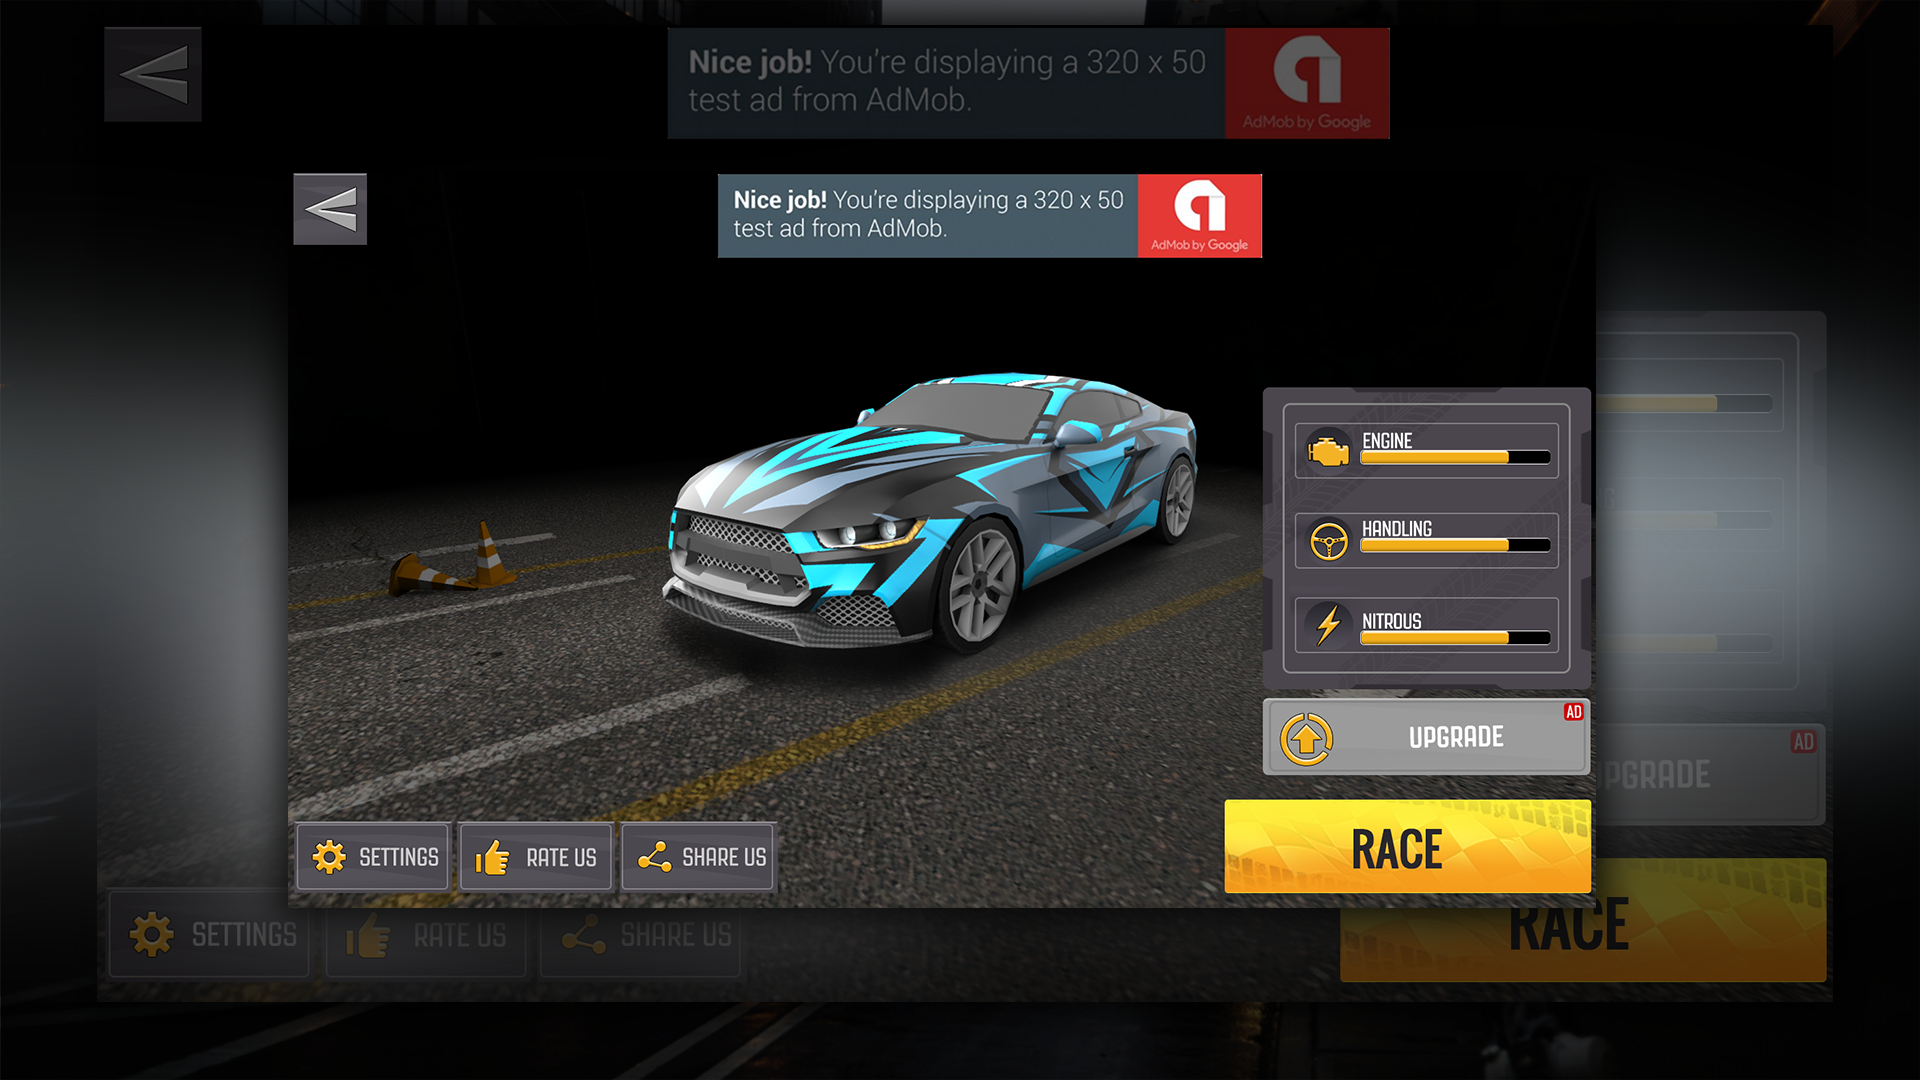 Nice job! You're displaying a 320 x 50
test ad from AdMob.
AdMob by Google
Nice job! You're displaying a 320 x 50
test ad from AdMob.
AdMob by Google
ENGINE
HANDLING
NITROUS
AD
UPGRADE
AD
UPGRADE
RACE
SETTINGS
RATE US
SHARE US
RACE
SETTINGS
RATE US
SHARE US